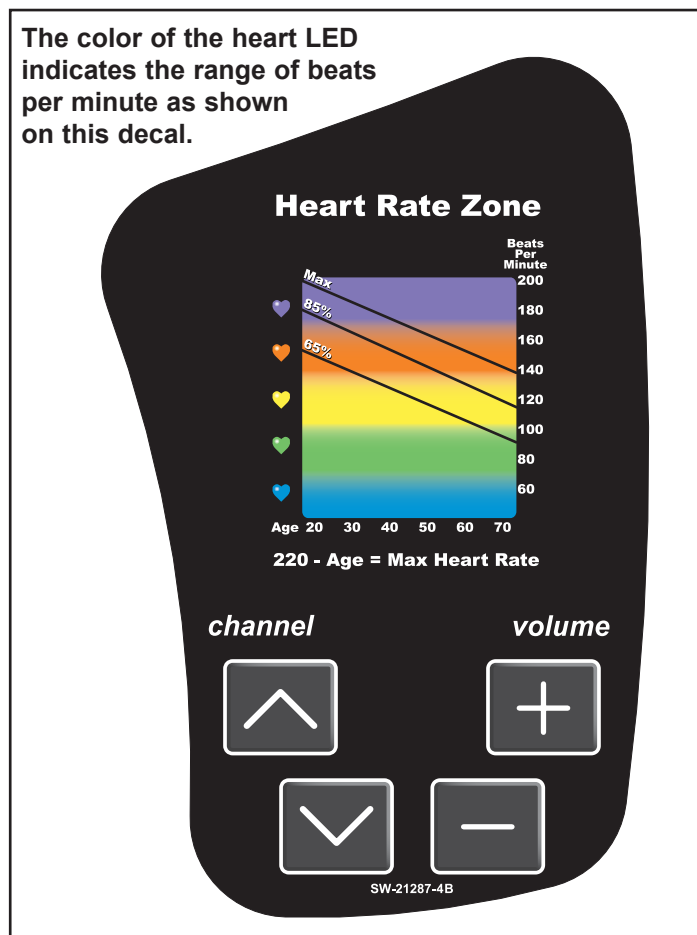 The color of the heart LED
indicates the range of beats
per minute as shown
on this decal.
Heart Rate Zone
Beats
Per
Minute
Max
200
85%
180
65%
160
140
120
100
80
60
Age 20 30 40 50 60 70
220 - Age = Max Heart Rate
channel volume
SW-21287-4B